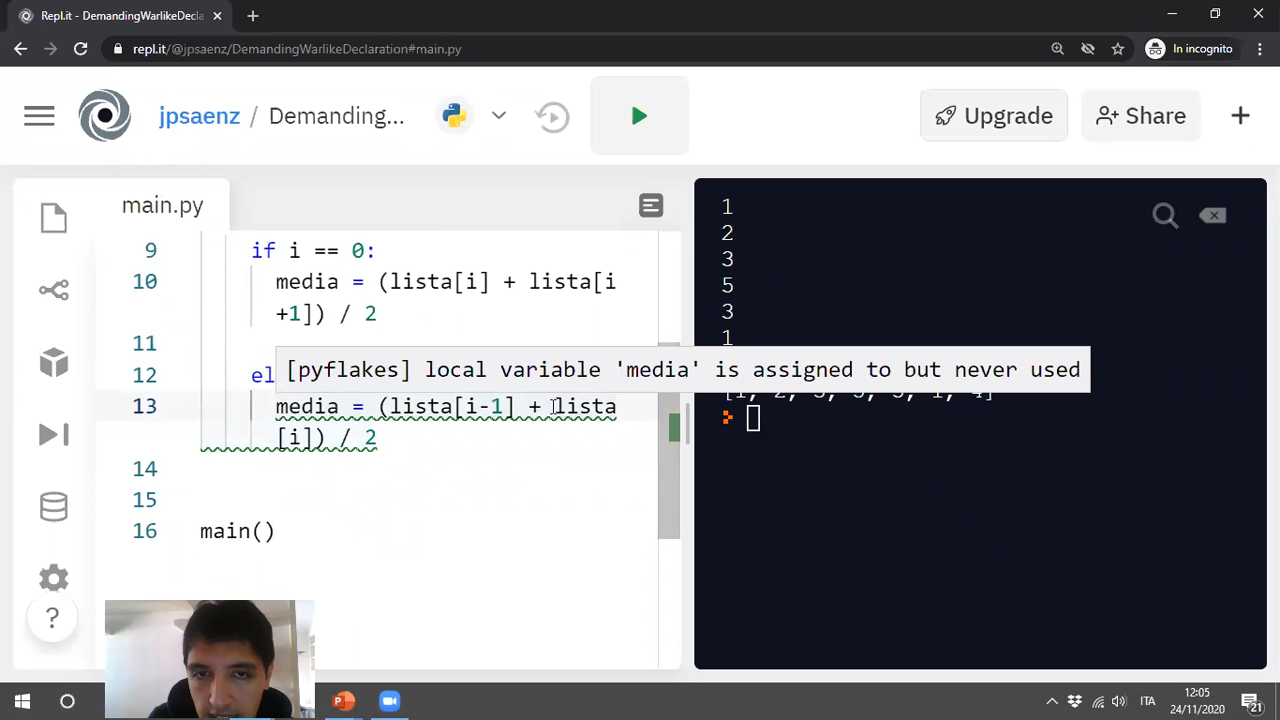 Repl.it - DemandingWarlikeDeclaration
repl.it/@jpsaenz/DemandingWarlikeDeclaration#main.py
In incognito
jpsaenz / Demanding...
Upgrade
Share
main.py
9 if i == 0:
10 media = (lista[i] + lista[i
+1]) / 2
11
12 el
[pyflakes] local variable 'media' is assigned to but never used
13 media = (lista[i-1] + lista
[i]) / 2
14
15
16 main()
1
2
3
5
3
1
?
ITA
12:05
24/11/2020
21